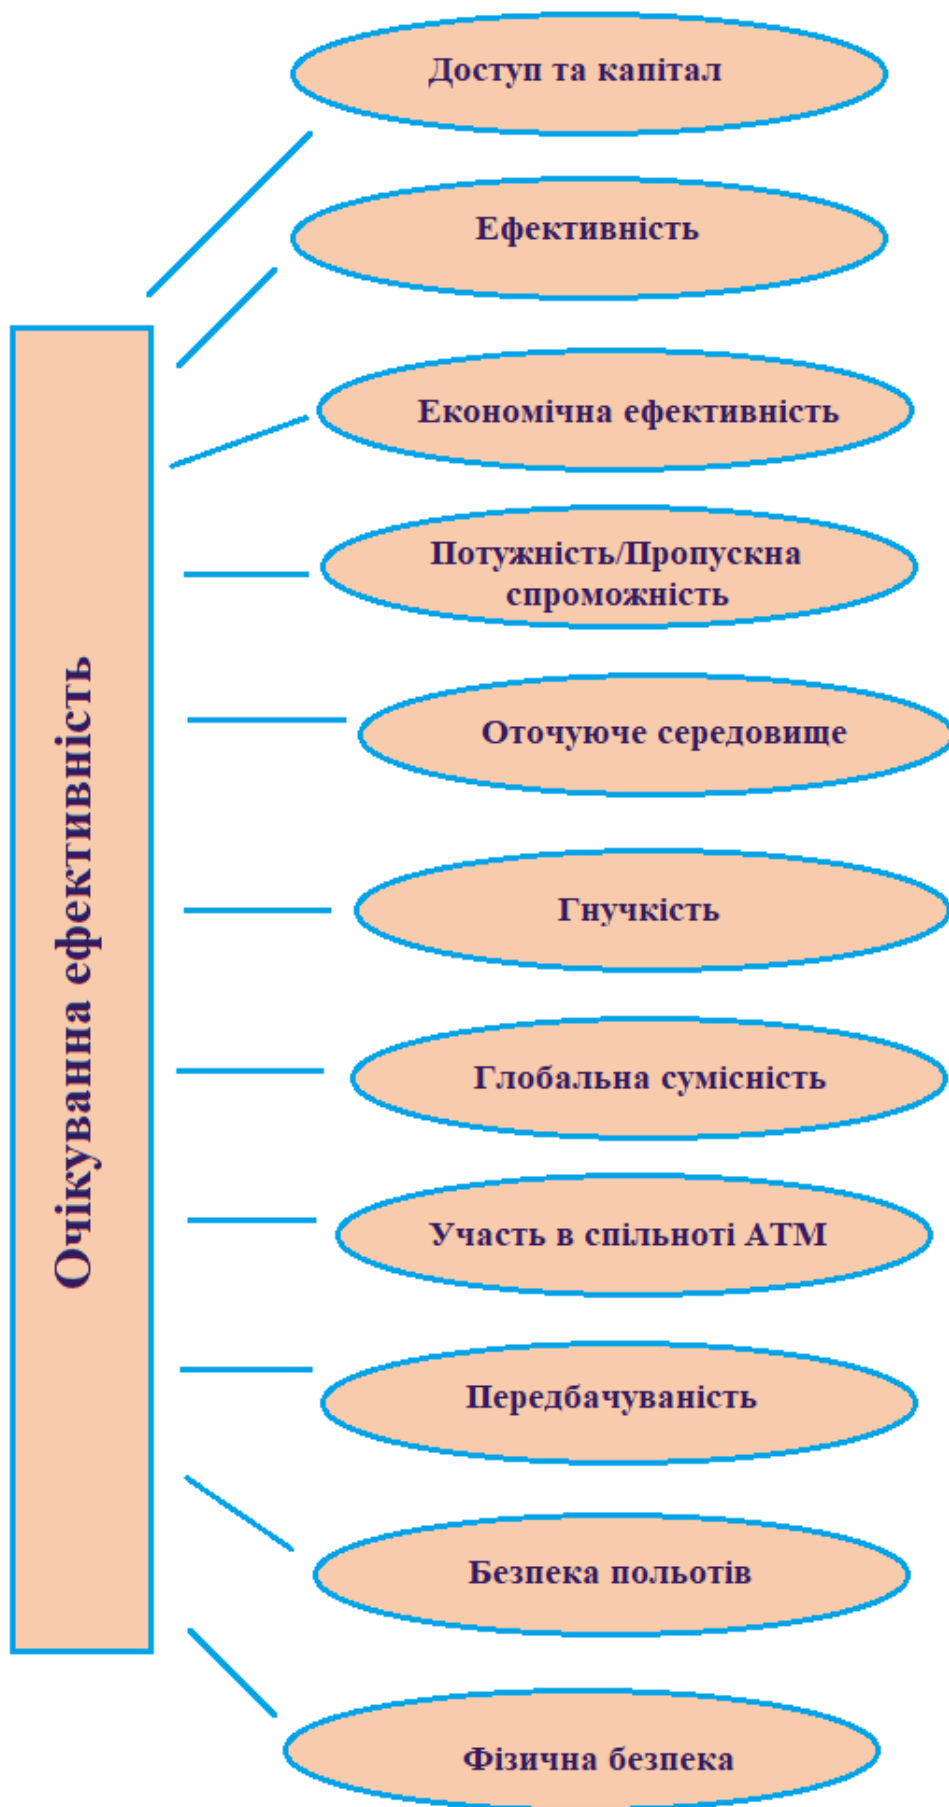 Доступ та капітал
Ефективність
Економічна ефективність
Потужність/Пропускна
спроможність
Оточуюче середовище
Гнучкість
Глобальна сумісність
Участь в спільноті АТМ
Передбачуваність
Безпека польотів
Фізична безпека
Очікуванна ефективність